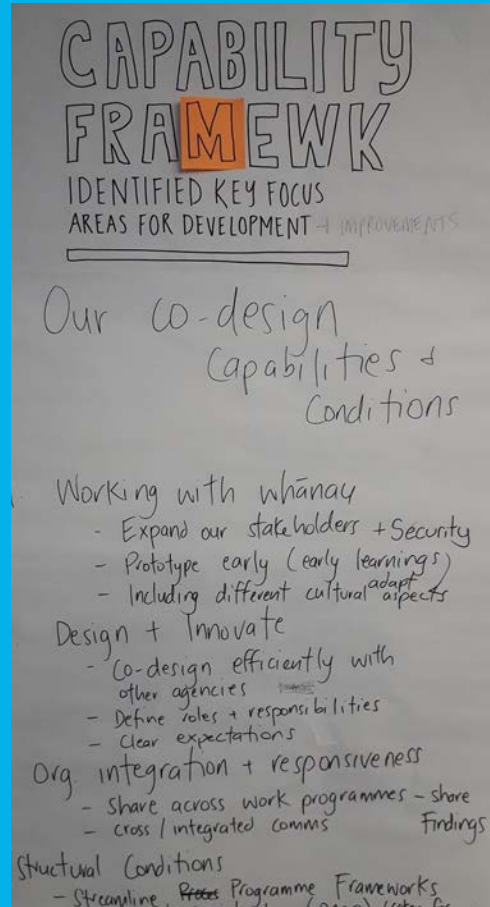 CAPABILITY
FRAMEWK
IDENTIFIED KEY FOCUS
AREAS FOR DEVELOPMENT + IMPROVEMENTS
Our co-design
Capabilities &
Conditions
Working with whānau
- Expand our stakeholders + Security
- Prototype early (early learnings)
adapt
- Including different cultural aspects
Design + Innovate
- Co-design efficiently with
other agencies
- Define roles + responsibilities
- Clear expectations
Org. integration + responsiveness
- Share across work programmes - share
- cross / integrated comms Findings
Structural Conditions
- Streamline Programme Frameworks